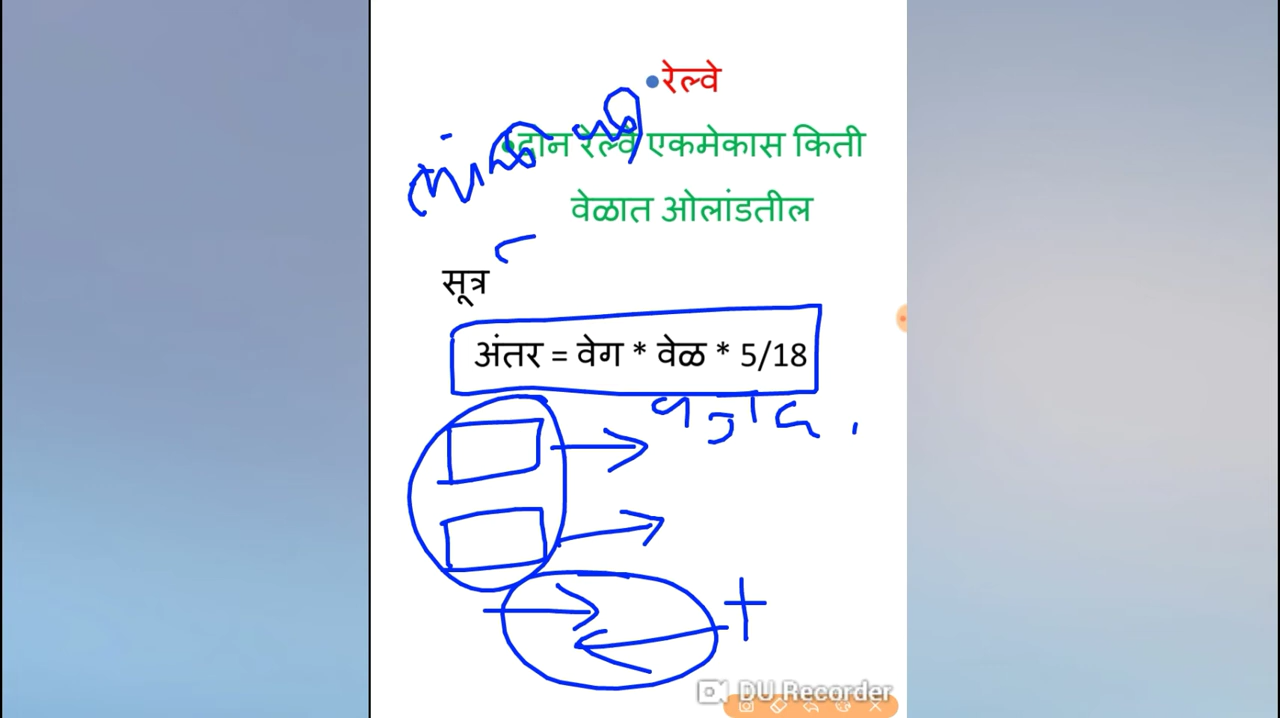 •रेल्वे
•दोन रेल्वे एकमेकास किती
वेळात ओलांडतील
सूत्र
अंतर = वेग * वेळ * 5/18
+
DU Recorder